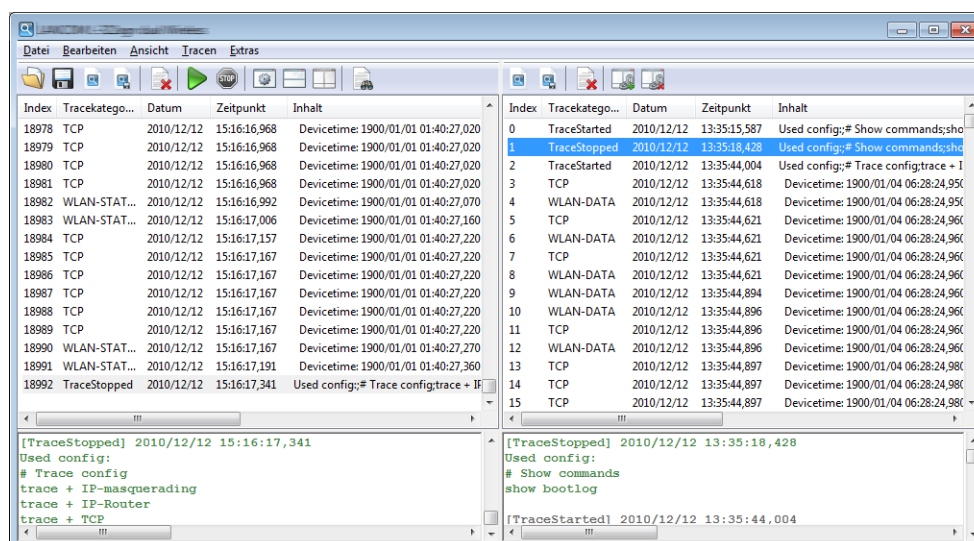 Datei Bearbeiten Ansicht Tracen Extras
STOP
Index Tracekatego... Datum Zeitpunkt Inhalt
18978 TCP 2010/12/12 15:16:16,968 Devicetime: 1900/01/01 01:40:27,020
18979 TCP 2010/12/12 15:16:16,968 Devicetime: 1900/01/01 01:40:27,020
18980 TCP 2010/12/12 15:16:16,968 Devicetime: 1900/01/01 01:40:27,020
18981 TCP 2010/12/12 15:16:16,968 Devicetime: 1900/01/01 01:40:27,020
18982 WLAN-STAT... 2010/12/12 15:16:16,992 Devicetime: 1900/01/01 01:40:27,070
18983 WLAN-STAT... 2010/12/12 15:16:17,006 Devicetime: 1900/01/01 01:40:27,160
18984 TCP 2010/12/12 15:16:17,157 Devicetime: 1900/01/01 01:40:27,220
18985 TCP 2010/12/12 15:16:17,167 Devicetime: 1900/01/01 01:40:27,220
18986 TCP 2010/12/12 15:16:17,167 Devicetime: 1900/01/01 01:40:27,220
18987 TCP 2010/12/12 15:16:17,167 Devicetime: 1900/01/01 01:40:27,220
18988 TCP 2010/12/12 15:16:17,167 Devicetime: 1900/01/01 01:40:27,220
18989 TCP 2010/12/12 15:16:17,167 Devicetime: 1900/01/01 01:40:27,220
18990 WLAN-STAT... 2010/12/12 15:16:17,167 Devicetime: 1900/01/01 01:40:27,270
18991 WLAN-STAT... 2010/12/12 15:16:17,191 Devicetime: 1900/01/01 01:40:27,360
18992 TraceStopped 2010/12/12 15:16:17,341 Used config:;# Trace config;trace + IF
[TraceStopped] 2010/12/12 15:16:17,341
Used config:
# Trace config
trace + IP-masquerading
trace + IP-Router
trace + TCP
Index Tracekatego... Datum Zeitpunkt Inhalt
0 TraceStarted 2010/12/12 13:35:15,587 Used config:;# Show commands;sho
1 TraceStopped 2010/12/12 13:35:18,428 Used config:;# Show commands;sho
2 TraceStarted 2010/12/12 13:35:44,004 Used config:;# Trace config;trace + I
3 TCP 2010/12/12 13:35:44,618 Devicetime: 1900/01/04 06:28:24,950
4 WLAN-DATA 2010/12/12 13:35:44,618 Devicetime: 1900/01/04 06:28:24,950
5 TCP 2010/12/12 13:35:44,621 Devicetime: 1900/01/04 06:28:24,960
6 WLAN-DATA 2010/12/12 13:35:44,621 Devicetime: 1900/01/04 06:28:24,960
7 TCP 2010/12/12 13:35:44,621 Devicetime: 1900/01/04 06:28:24,960
8 WLAN-DATA 2010/12/12 13:35:44,621 Devicetime: 1900/01/04 06:28:24,960
9 WLAN-DATA 2010/12/12 13:35:44,894 Devicetime: 1900/01/04 06:28:24,960
10 WLAN-DATA 2010/12/12 13:35:44,896 Devicetime: 1900/01/04 06:28:24,960
11 TCP 2010/12/12 13:35:44,896 Devicetime: 1900/01/04 06:28:24,960
12 WLAN-DATA 2010/12/12 13:35:44,896 Devicetime: 1900/01/04 06:28:24,960
13 TCP 2010/12/12 13:35:44,897 Devicetime: 1900/01/04 06:28:24,980
14 TCP 2010/12/12 13:35:44,897 Devicetime: 1900/01/04 06:28:24,980
15 TCP 2010/12/12 13:35:44,897 Devicetime: 1900/01/04 06:28:24,980
[TraceStopped] 2010/12/12 13:35:18,428
Used config:
# Show commands
show bootlog
[TraceStarted] 2010/12/12 13:35:44,004